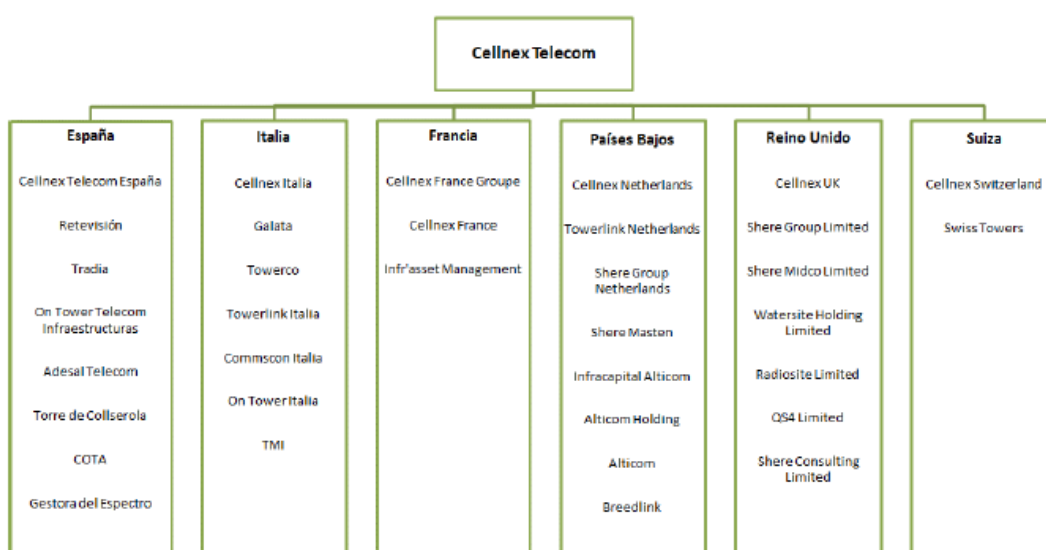 Cellnex Telecom
España
Cellnex Telecom España
Retevisión
Tradia
On Tower Telecom
Infraestructuras
Adesal Telecom
Torre de Collserola
COTA
Gestora del Espectro
Italia
Cellnex Italia
Galata
Towerco
Towerlink Italia
Commscon Italia
On Tower Italia
TMI
Francia
Cellnex France Groupe
Cellnex France
Infr'asset Management
Países Bajos
Cellnex Netherlands
Towerlink Netherlands
Shere Group
Netherlands
Shere Masten
Infracapital Alticom
Alticom Holding
Alticom
Breedlink
Reino Unido
Cellnex UK
Shere Group Limited
Shere Midco Limited
Watersite Holding
Limited
Radiosite Limited
QS4 Limited
Shere Consulting
Limited
Suiza
Cellnex Switzerland
Swiss Towers